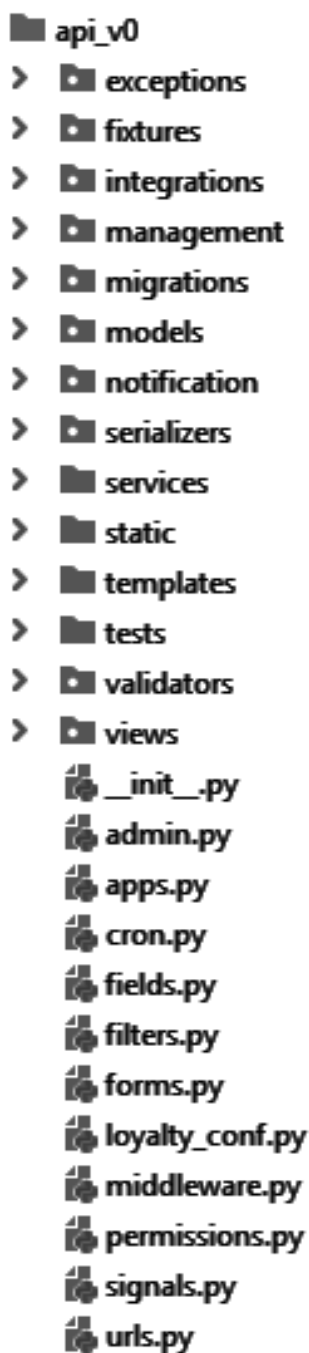 api_v0
exceptions
fixtures
integrations
management
migrations
models
notification
serializers
services
static
templates
tests
validators
views
__init__.py
admin.py
apps.py
cron.py
fields.py
filters.py
forms.py
loyalty_conf.py
middleware.py
permissions.py
signals.py
urls.py